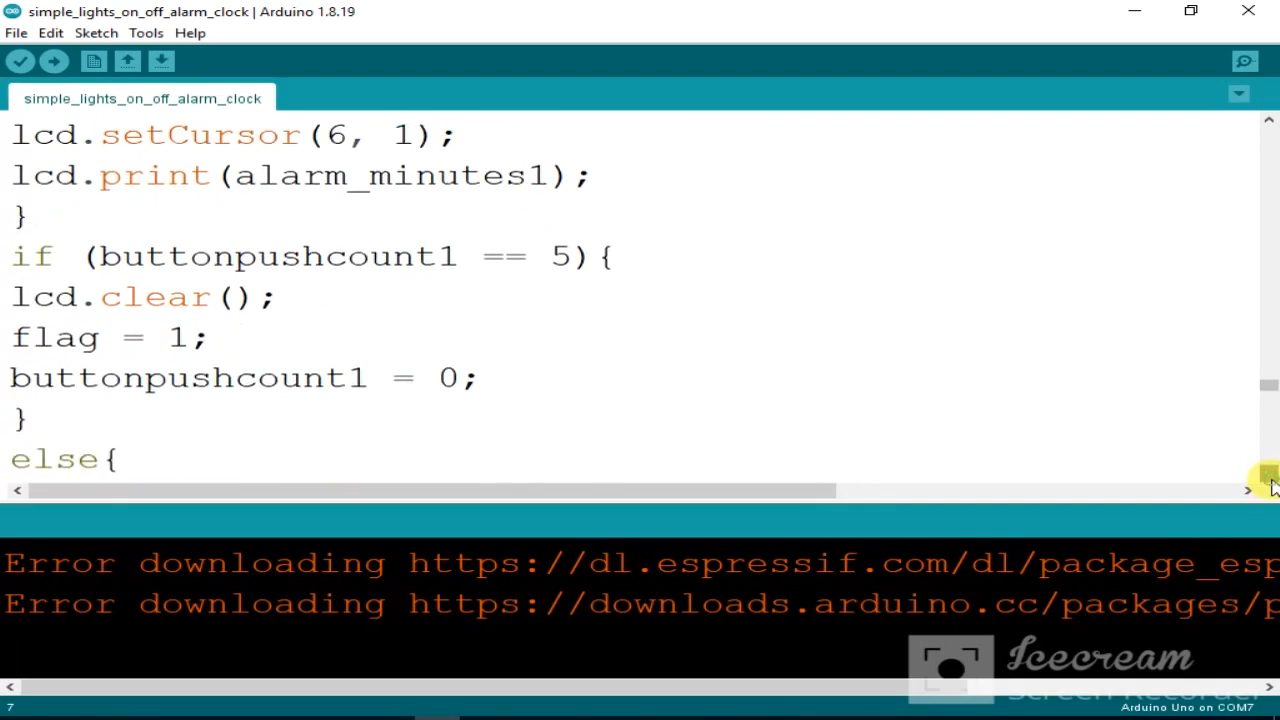 simple_lights_on_off_alarm_clock | Arduino 1.8.19
File Edit Sketch Tools Help
simple_lights_on_off_alarm_clock
lcd.setCursor(6, 1);
lcd.print(alarm_minutes1);
}
if (buttonpushcount1 == 5){
lcd.clear();
flag = 1;
buttonpushcount1 = 0;
}
else{
Error downloading https://dl.espressif.com/dl/package_esp
Error downloading https://downloads.arduino.cc/packages/p
Icecream
Screen Recorder
7
Arduino Uno on COM7